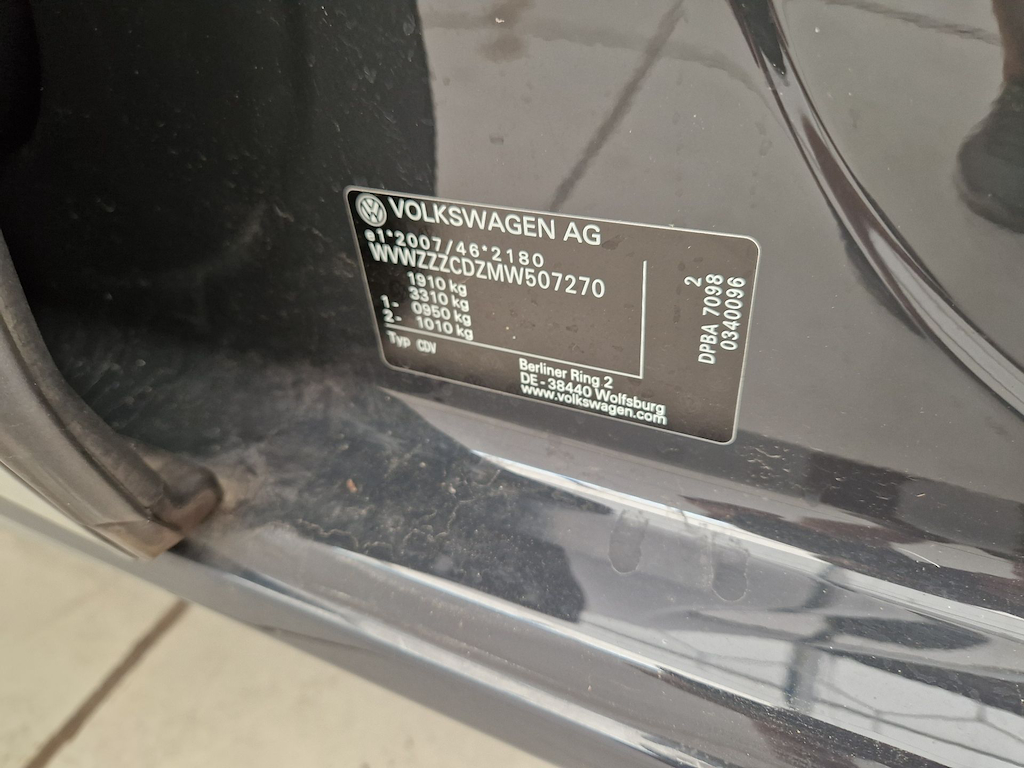 VOLKSWAGEN AG
e1*2007/46*2180
WVWZZZCDZMW507270
1910 kg
3310 kg
1- 0950 kg
2- 1010 kg
Typ CDV
Berliner Ring 2
DE-38440 Wolfsburg
www.volkswagen.com
2
DPBA 7098
0340096